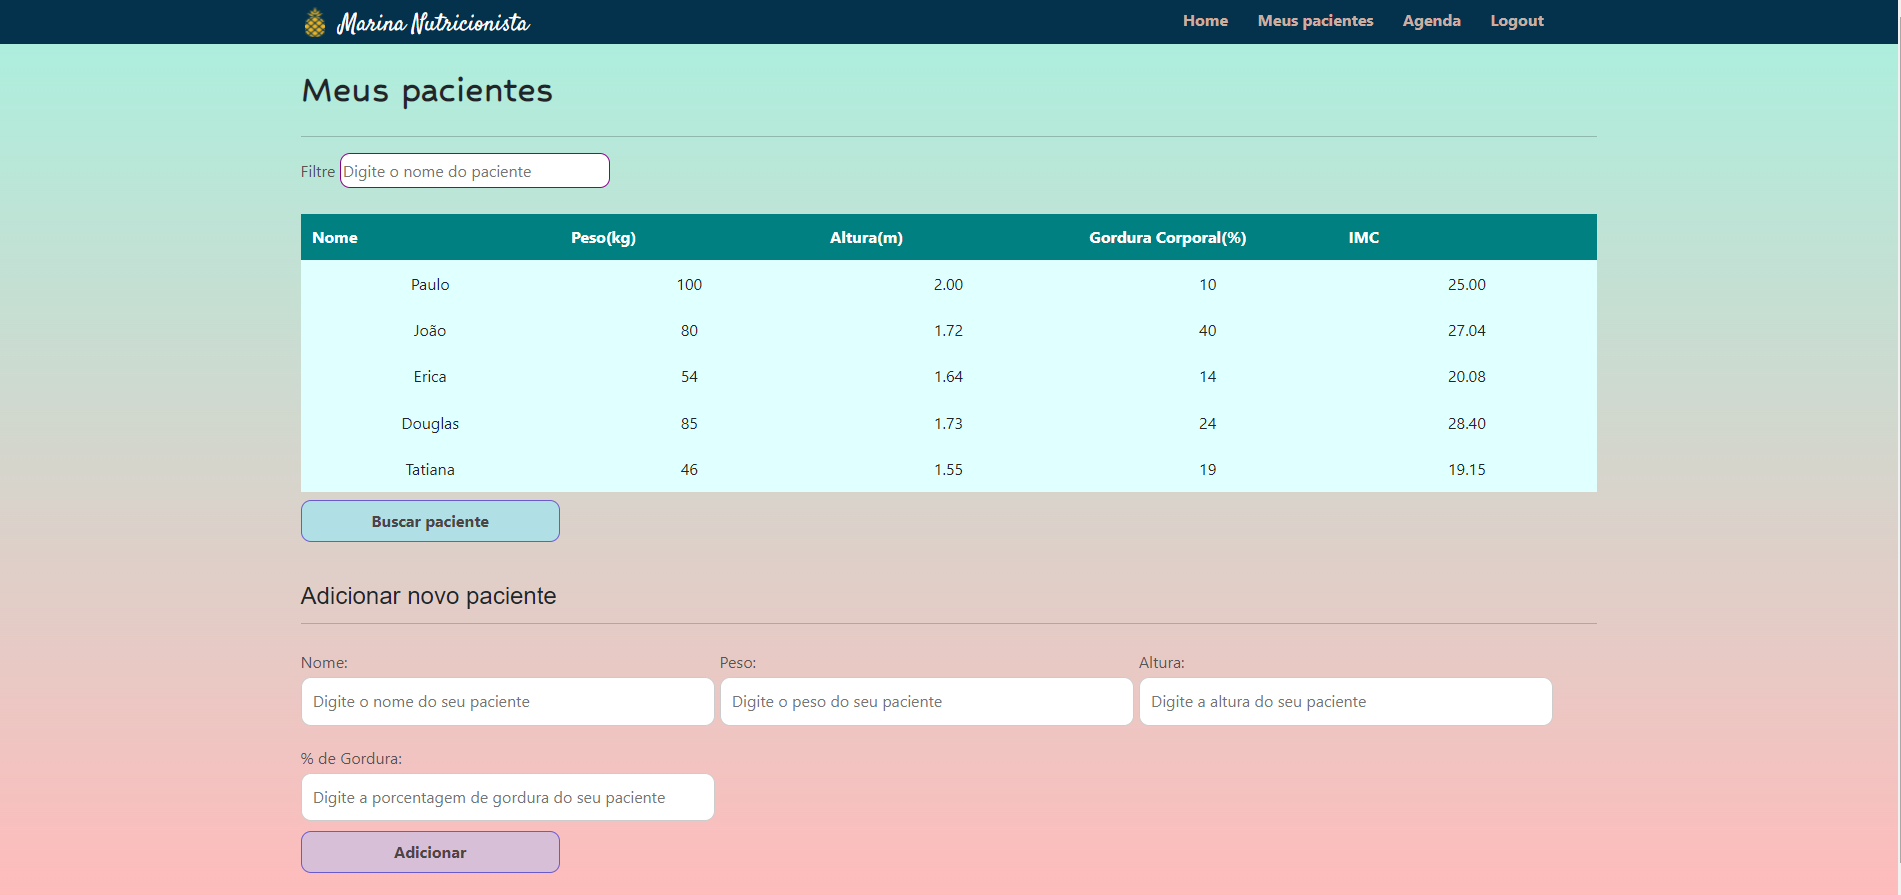 Marina Nutricionista Home Meus pacientes Agenda Logout
Meus pacientes
Filtre Digite o nome do paciente
Nome Peso(kg) Altura(m) Gordura Corporal(%) IMC
Paulo 100 2.00 10 25.00
João 80 1.72 40 27.04
Erica 54 1.64 14 20.08
Douglas 85 1.73 24 28.40
Tatiana 46 1.55 19 19.15
Buscar paciente
Adicionar novo paciente
Nome: Peso: Altura:
Digite o nome do seu paciente Digite o peso do seu paciente Digite a altura do seu paciente
% de Gordura:
Digite a porcentagem de gordura do seu paciente
Adicionar